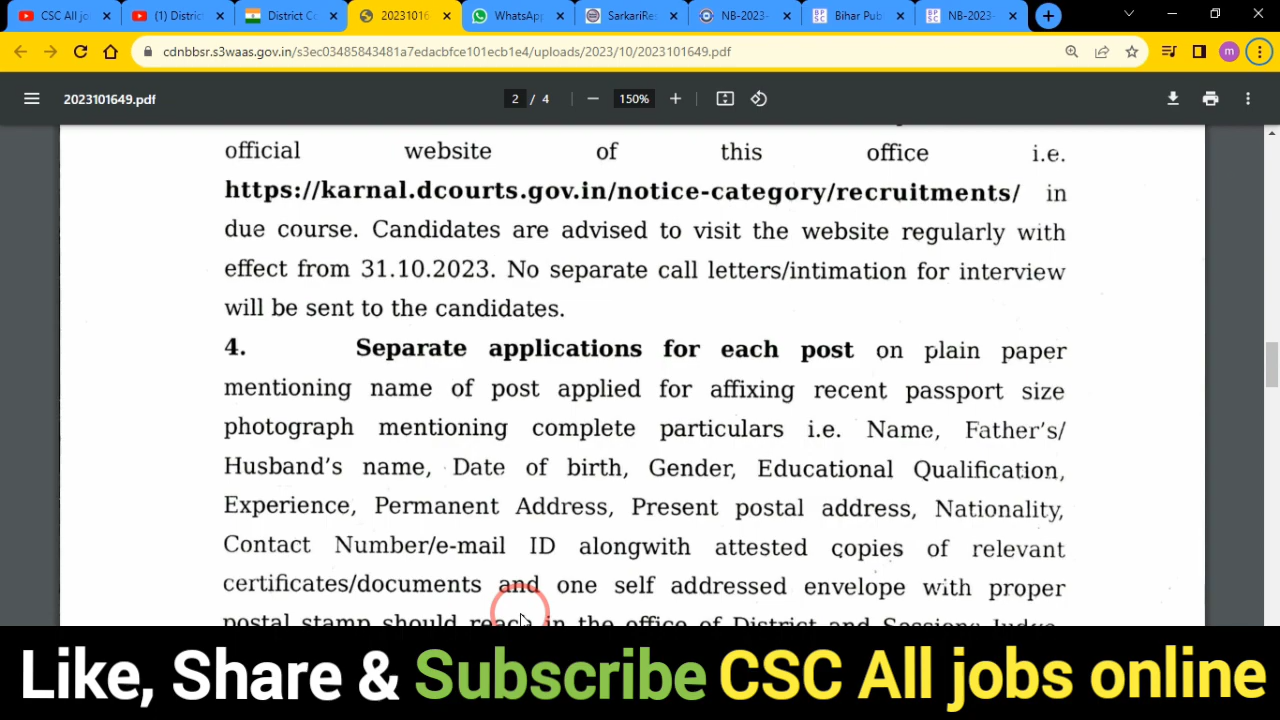 CSC All jo
(1) District
District Co
20231016
WhatsApp
SarkariRes
NB-2023-
Bihar Pub
NB-2023-
cdnbbsr.s3waas.gov.in/s3ec03485843481a7edacbfce101ecb1e4/uploads/2023/10/2023101649.pdf
m
2023101649.pdf
2 / 4
150%
official website of this office i.e.
https://karnal.dcourts.gov.in/notice-category/recruitments/ in
due course. Candidates are advised to visit the website regularly with
effect from 31.10.2023. No separate call letters/intimation for interview
will be sent to the candidates.
4. Separate applications for each post on plain paper
mentioning name of post applied for affixing recent passport size
photograph mentioning complete particulars i.e. Name, Father's/
Husband's name, Date of birth, Gender, Educational Qualification,
Experience, Permanent Address, Present postal address, Nationality,
Contact Number/e-mail ID alongwith attested copies of relevant
certificates/documents and one self addressed envelope with proper
postal stamp should reach in the office of District and Sessions Judge,
Like, Share & Subscribe CSC All jobs online